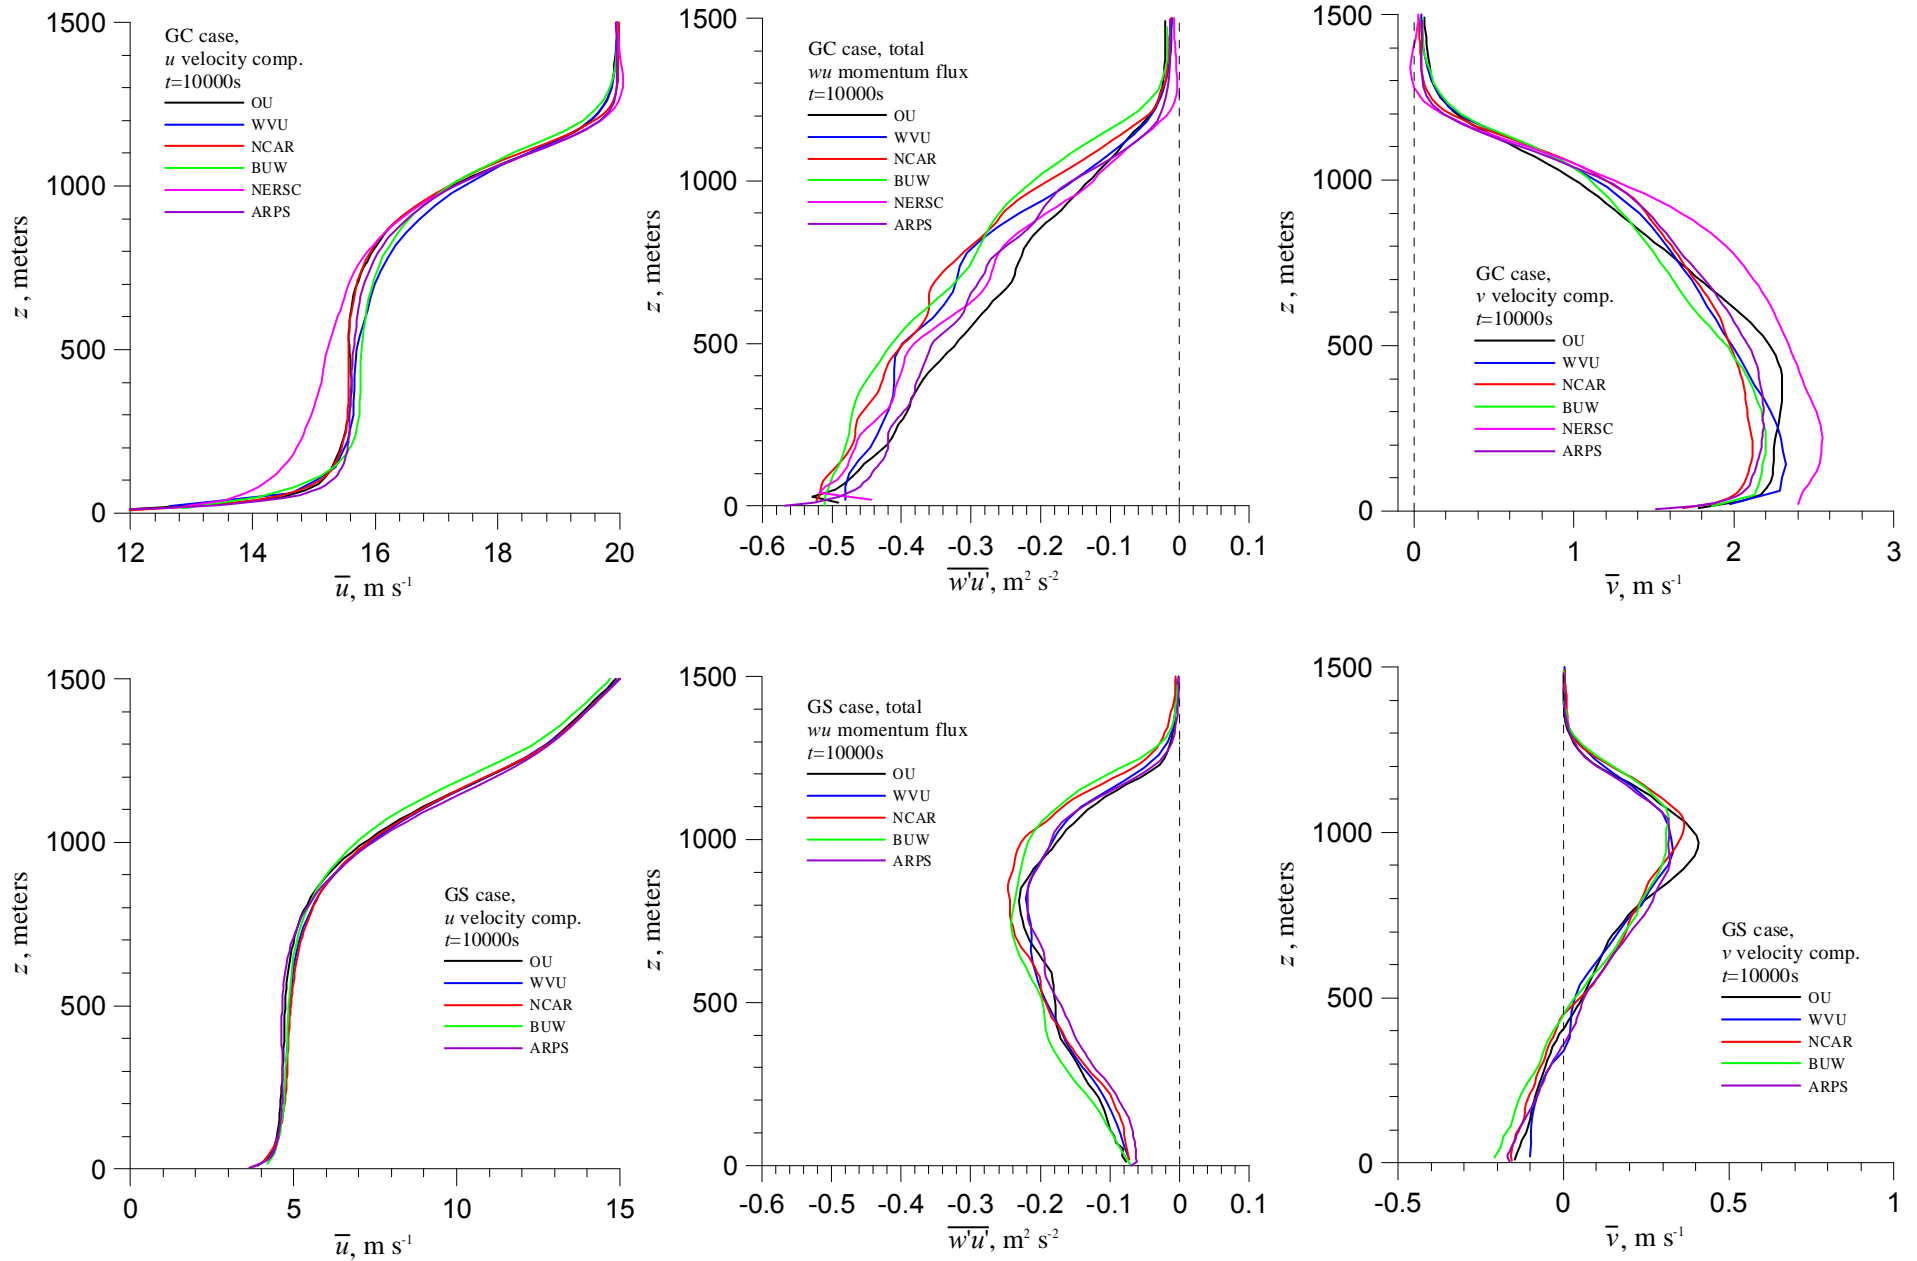 GC case,
u velocity comp.
t=10000s
OU
WVU
NCAR
BUW
NERSC
ARPS
1500
1000
500
0
z, meters
12 14 16 18 20
u̅, m s⁻¹
GC case, total
wu momentum flux
t=10000s
OU
WVU
NCAR
BUW
NERSC
ARPS
1500
1000
500
0
z, meters
-0.6 -0.5 -0.4 -0.3 -0.2 -0.1 0 0.1
w'u', m² s⁻²
GC case,
v velocity comp.
t=10000s
OU
WVU
NCAR
BUW
NERSC
ARPS
1500
1000
500
0
z, meters
0 1 2 3
v̅, m s⁻¹
GS case,
u velocity comp.
t=10000s
OU
WVU
NCAR
BUW
ARPS
1500
1000
500
0
z, meters
0 5 10 15
u̅, m s⁻¹
GS case, total
wu momentum flux
t=10000s
OU
WVU
NCAR
BUW
ARPS
1500
1000
500
0
z, meters
-0.6 -0.5 -0.4 -0.3 -0.2 -0.1 0 0.1
w'u', m² s⁻²
GS case,
v velocity comp.
t=10000s
OU
WVU
NCAR
BUW
ARPS
1500
1000
500
0
z, meters
-0.5 0 0.5 1
v̅, m s⁻¹